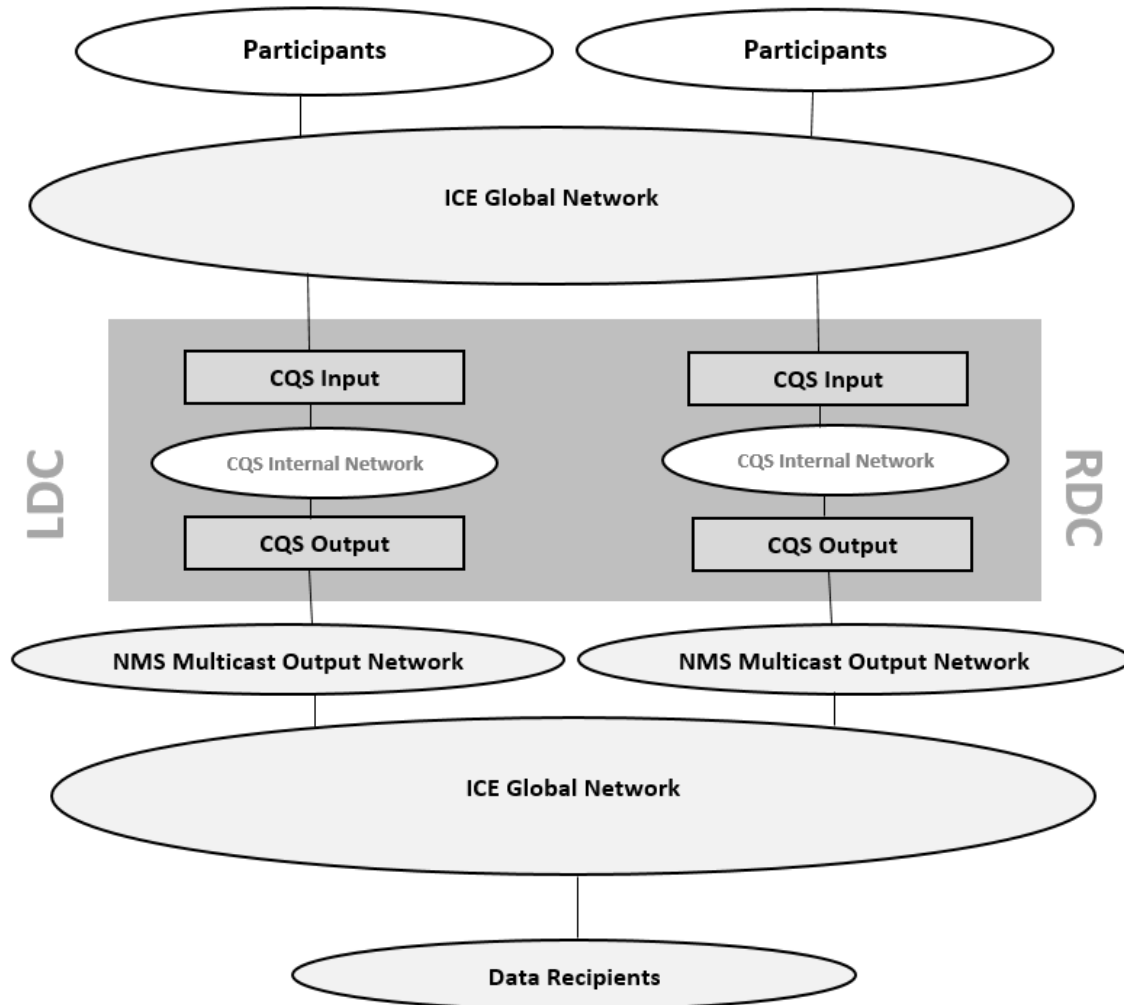 Participants
Participants
ICE Global Network
CQS Input
CQS Input
CQS Internal Network
CQS Internal Network
LDC
RDC
CQS Output
CQS Output
NMS Multicast Output Network
NMS Multicast Output Network
ICE Global Network
Data Recipients